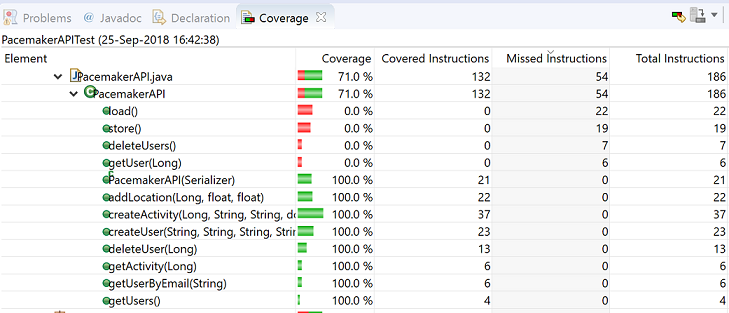 Problems @ Javadoc Declaration Coverage
PacemakerAPITest (25-Sep-2018 16:42:38)
Element Coverage Covered Instructions Missed Instructions Total Instructions
PacemakerAPI.java 71.0 % 132 54 186
PacemakerAPI 71.0 % 132 54 186
load() 0.0 % 0 22 22
store() 0.0 % 0 19 19
deleteUsers() 0.0 % 0 7 7
getUser(Long) 0.0 % 0 6 6
PacemakerAPI(Serializer) 100.0 % 21 0 21
addLocation(Long, float, float) 100.0 % 22 0 22
createActivity(Long, String, String, do 100.0 % 37 0 37
createUser(String, String, String, Strin 100.0 % 23 0 23
deleteUser(Long) 100.0 % 13 0 13
getActivity(Long) 100.0 % 6 0 6
getUserByEmail(String) 100.0 % 6 0 6
getUsers() 100.0 % 4 0 4